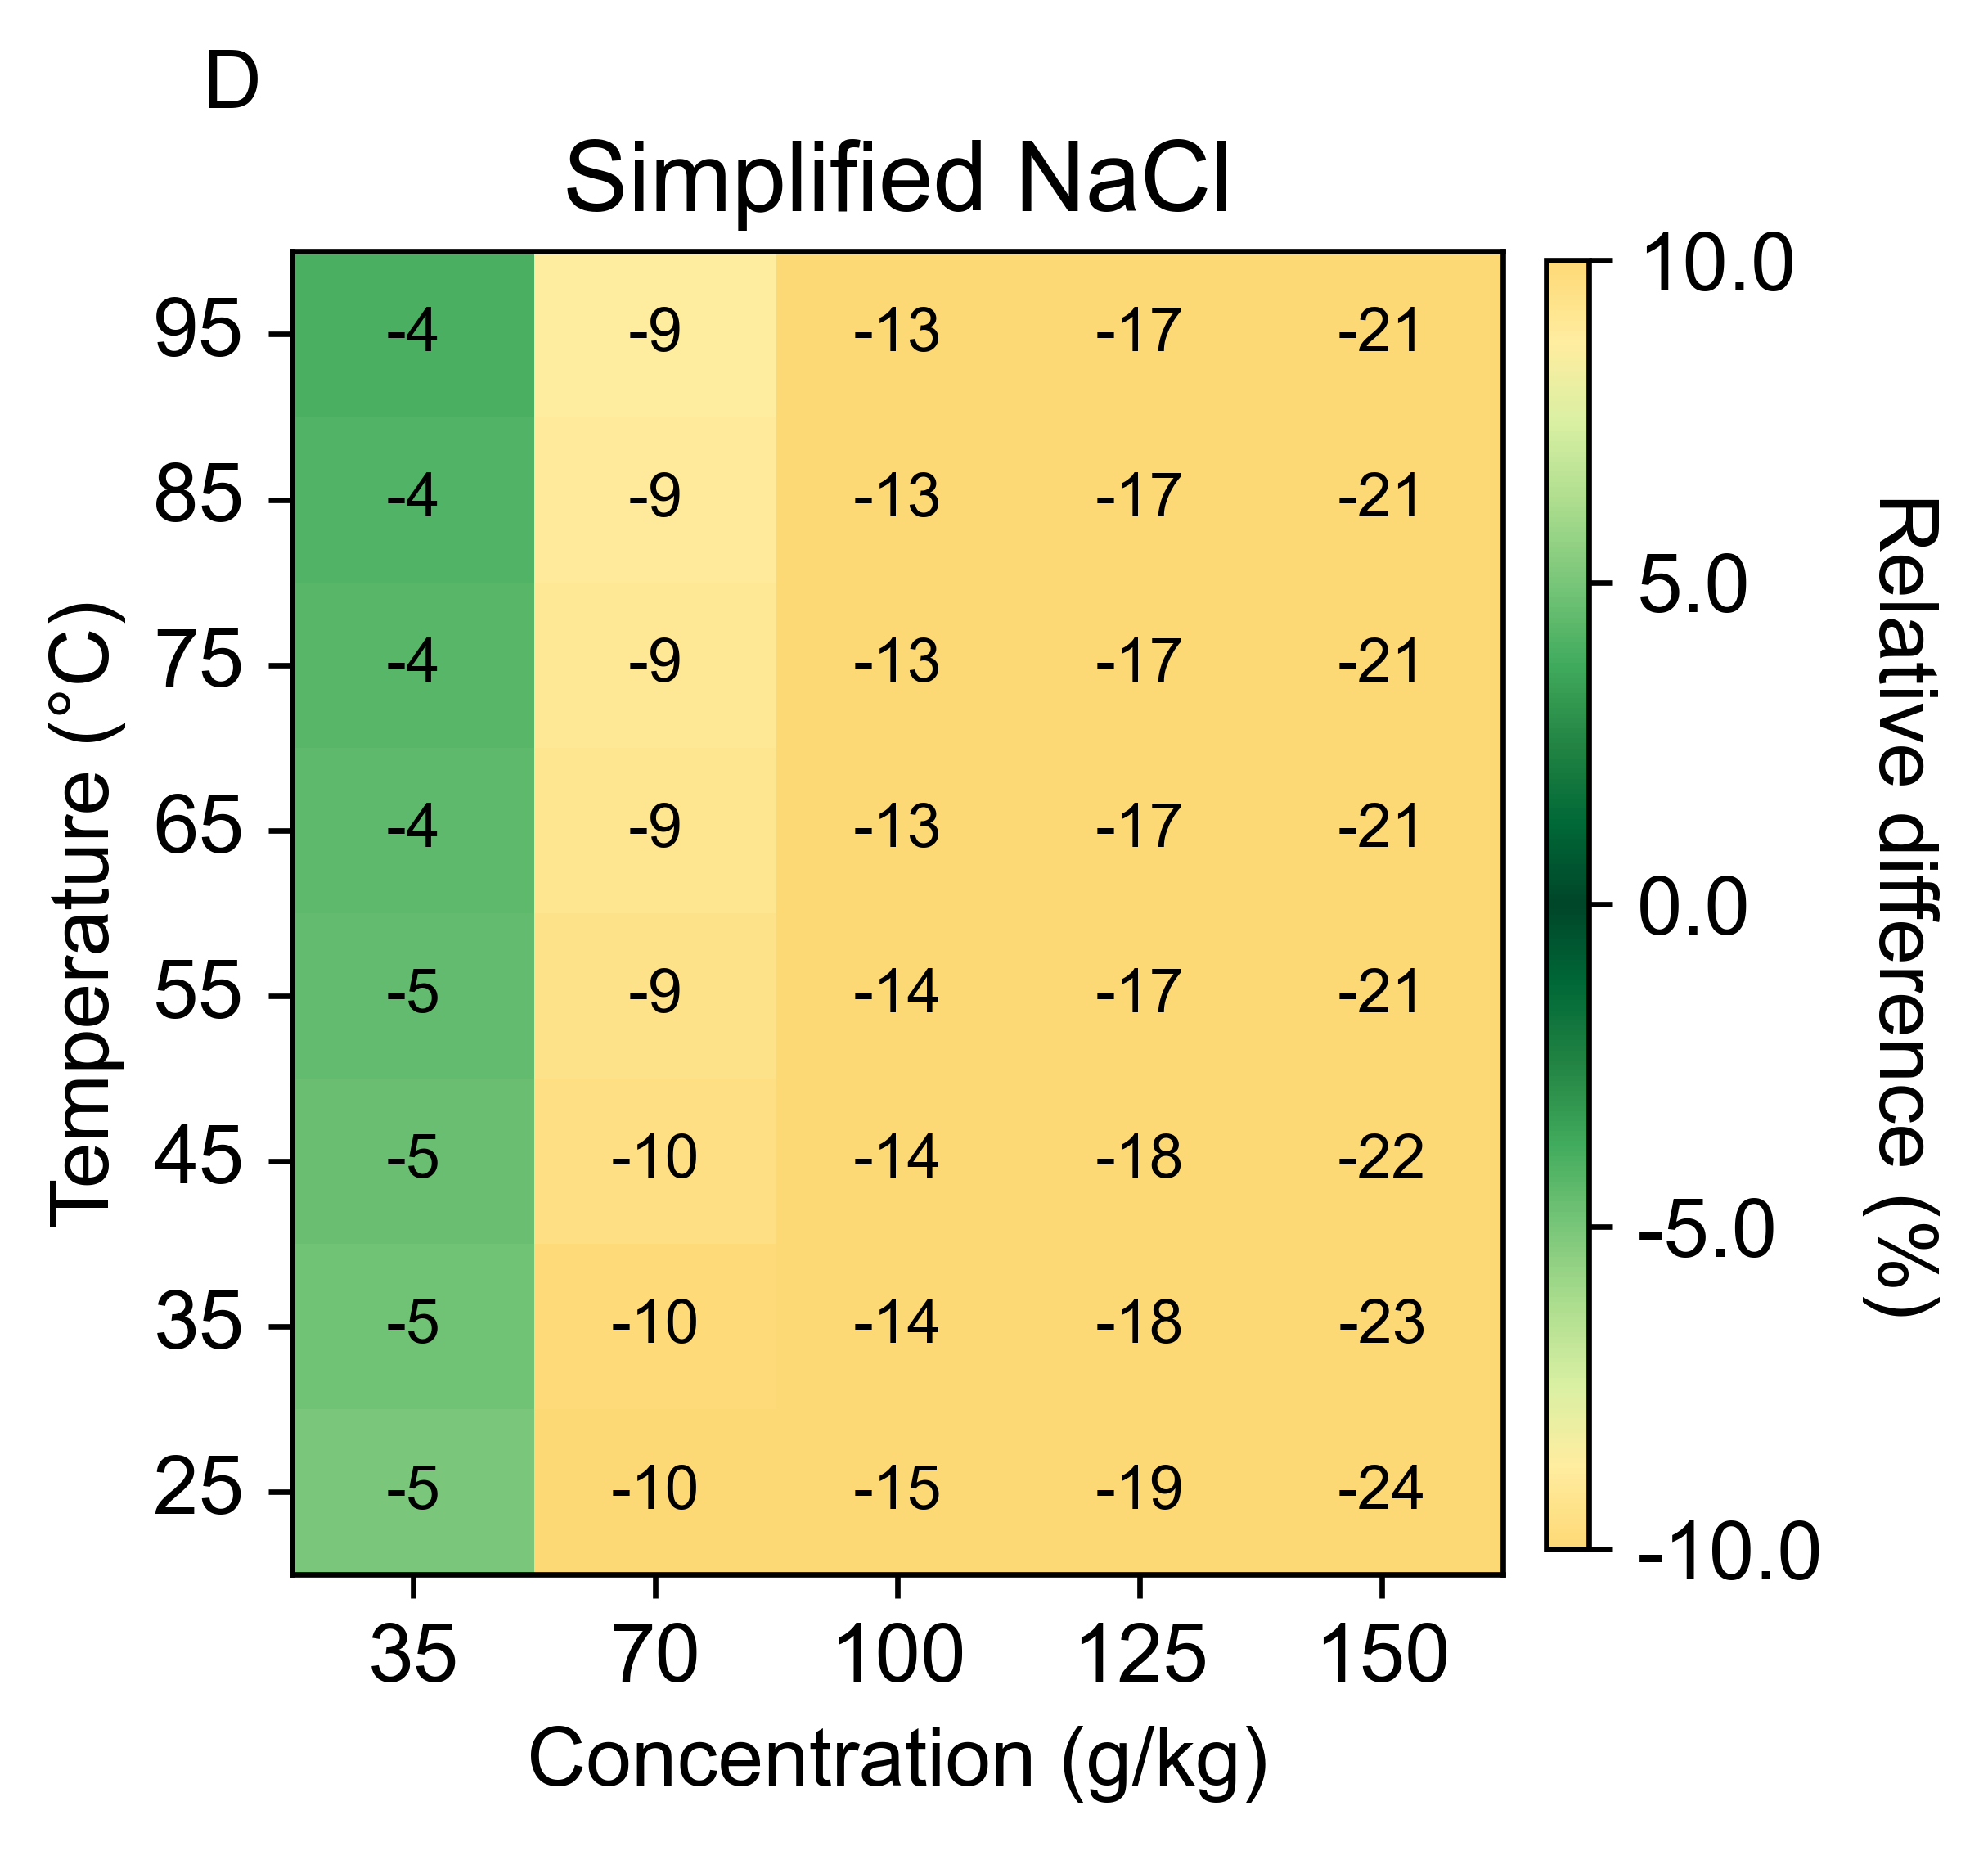 D
Simplified NaCl
95 -4 -9 -13 -17 -21
85 -4 -9 -13 -17 -21
75 -4 -9 -13 -17 -21
65 -4 -9 -13 -17 -21
55 -5 -9 -14 -17 -21
45 -5 -10 -14 -18 -22
35 -5 -10 -14 -18 -23
25 -5 -10 -15 -19 -24
35 70 100 125 150
Concentration (g/kg)
Temperature (°C)
10.0
5.0
0.0
-5.0
-10.0
Relative difference (%)